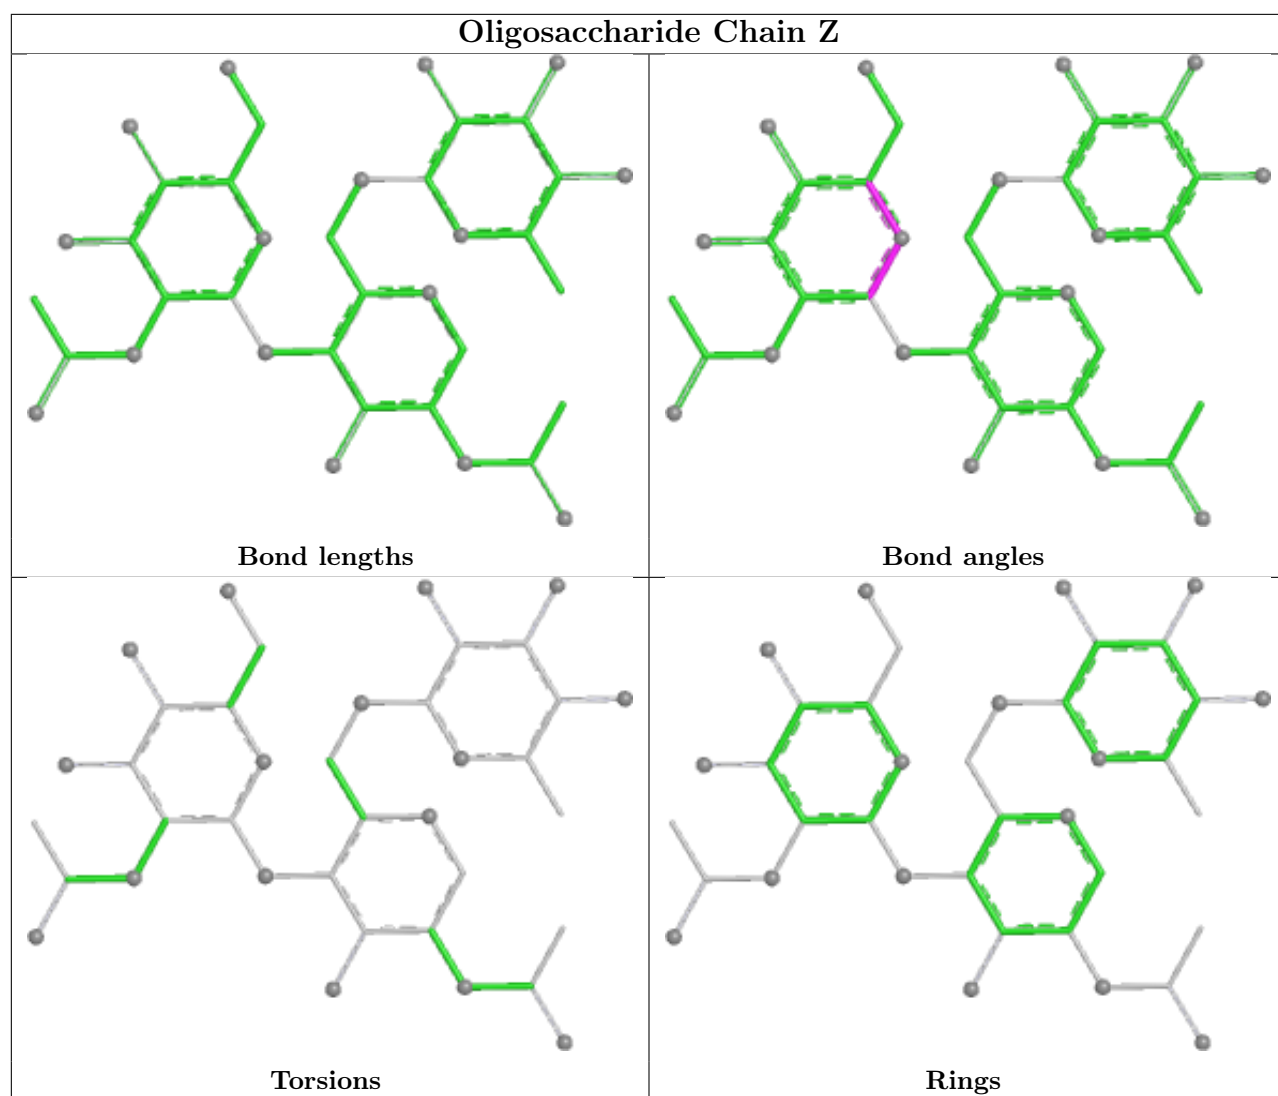 Oligosaccharide Chain Z
Bond lengths
Bond angles
Torsions
Rings